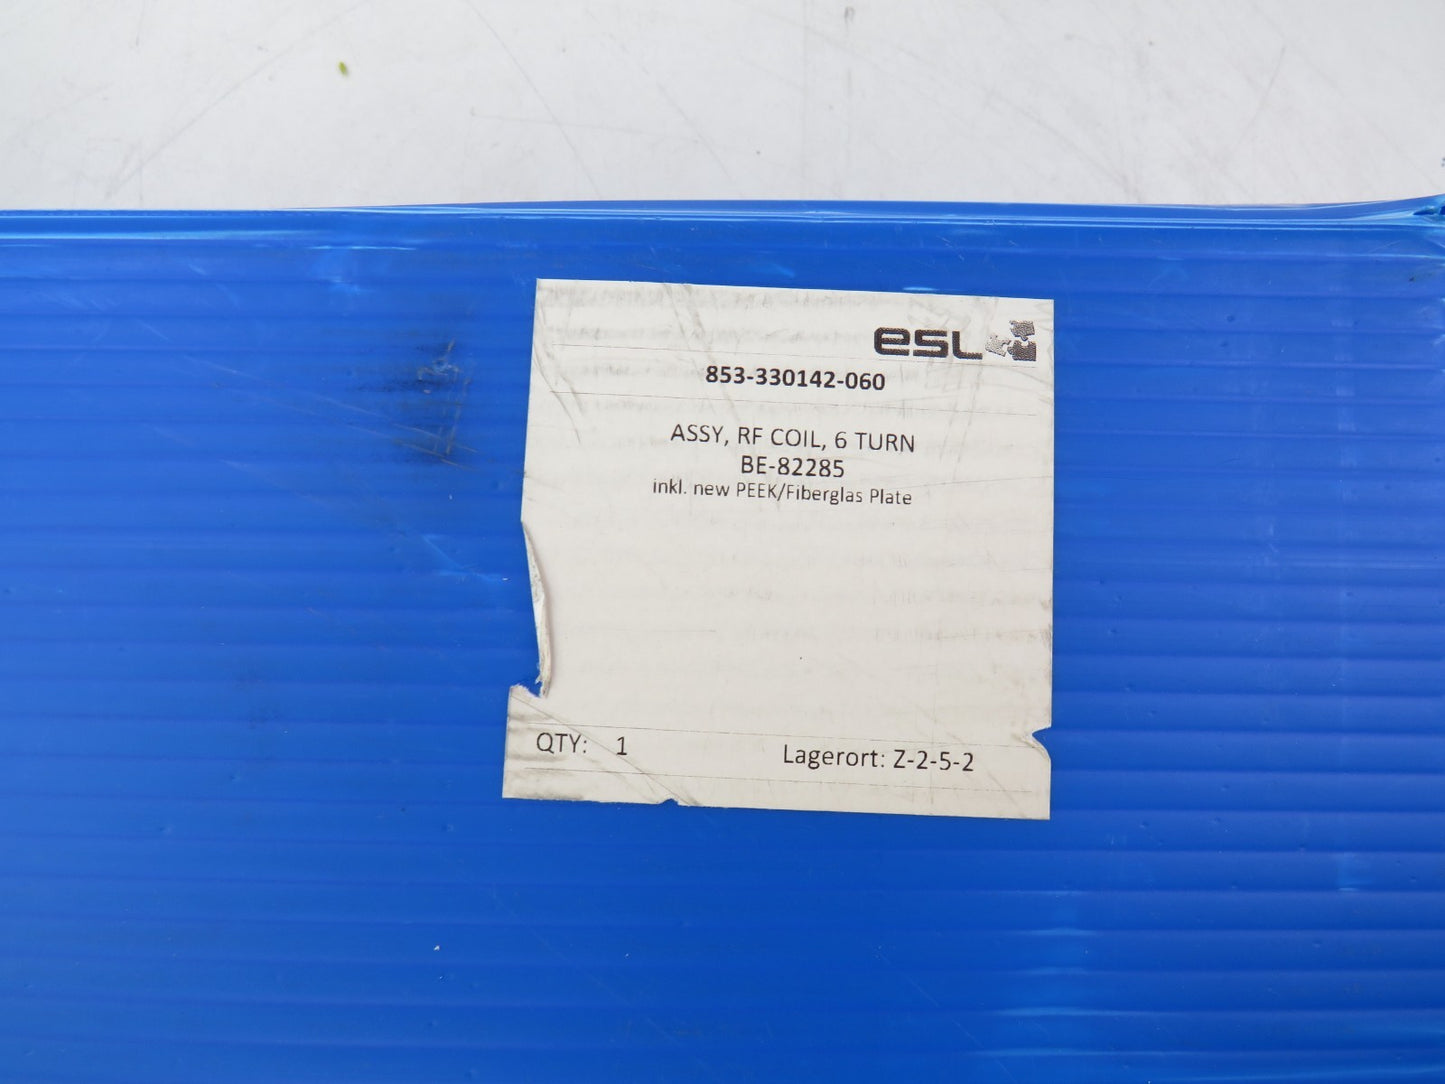 esl
853-330142-060
ASSY, RF COIL, 6 TURN
BE-82285
inkl. new PEEK/Fiberglas Plate
QTY: 1 Lagerort: Z-2-5-2